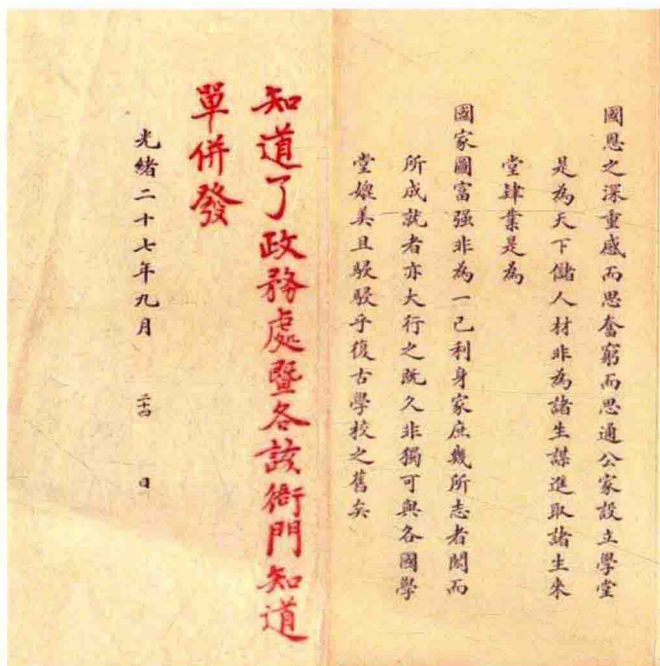 國恩之深重感而思奮窮而思通公家設立學堂
是為天下儲人材非為諸生謀進取諸生來
堂肄業是為
國家圖富强非為一己利身家庶幾所志者闊而
所成就者亦大行之既久非獨可與各國學
堂媲美且駸駸乎復古學校之舊矣
知道了政務處暨各該衙門知道
單併發
光緒二十七年九月 二十四 日